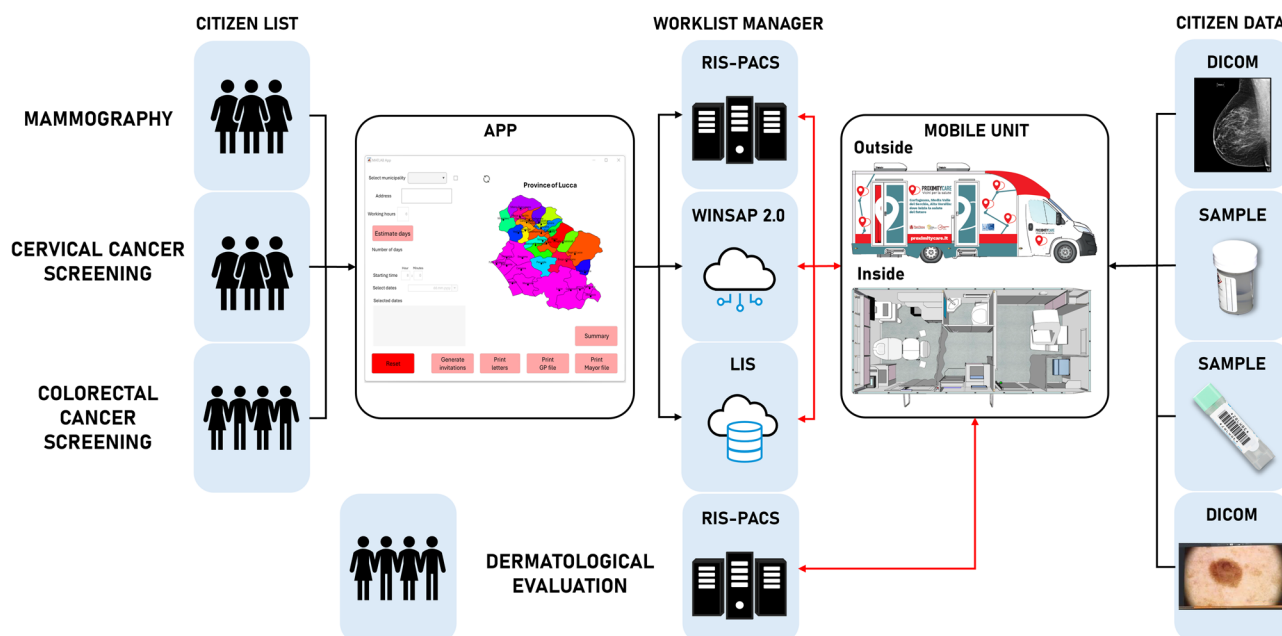 CITIZEN LIST
WORKLIST MANAGER
CITIZEN DATA
MAMMOGRAPHY
CERVICAL CANCER
SCREENING
COLORECTAL
CANCER
SCREENING
APP
Select municipality
Address
Working hours
Estimate days
Number of days
Starting time
Select dates
Selected dates
Province of Lucca
Summary
Reset
Generate
invitations
Print
letters
Print
GP file
Print
Mayor file
RIS-PACS
WINSAP 2.0
LIS
MOBILE UNIT
Outside
PROXIMITYCARE
proximitycare.it
Inside
DICOM
SAMPLE
SAMPLE
DICOM
DERMATOLOGICAL
EVALUATION
RIS-PACS